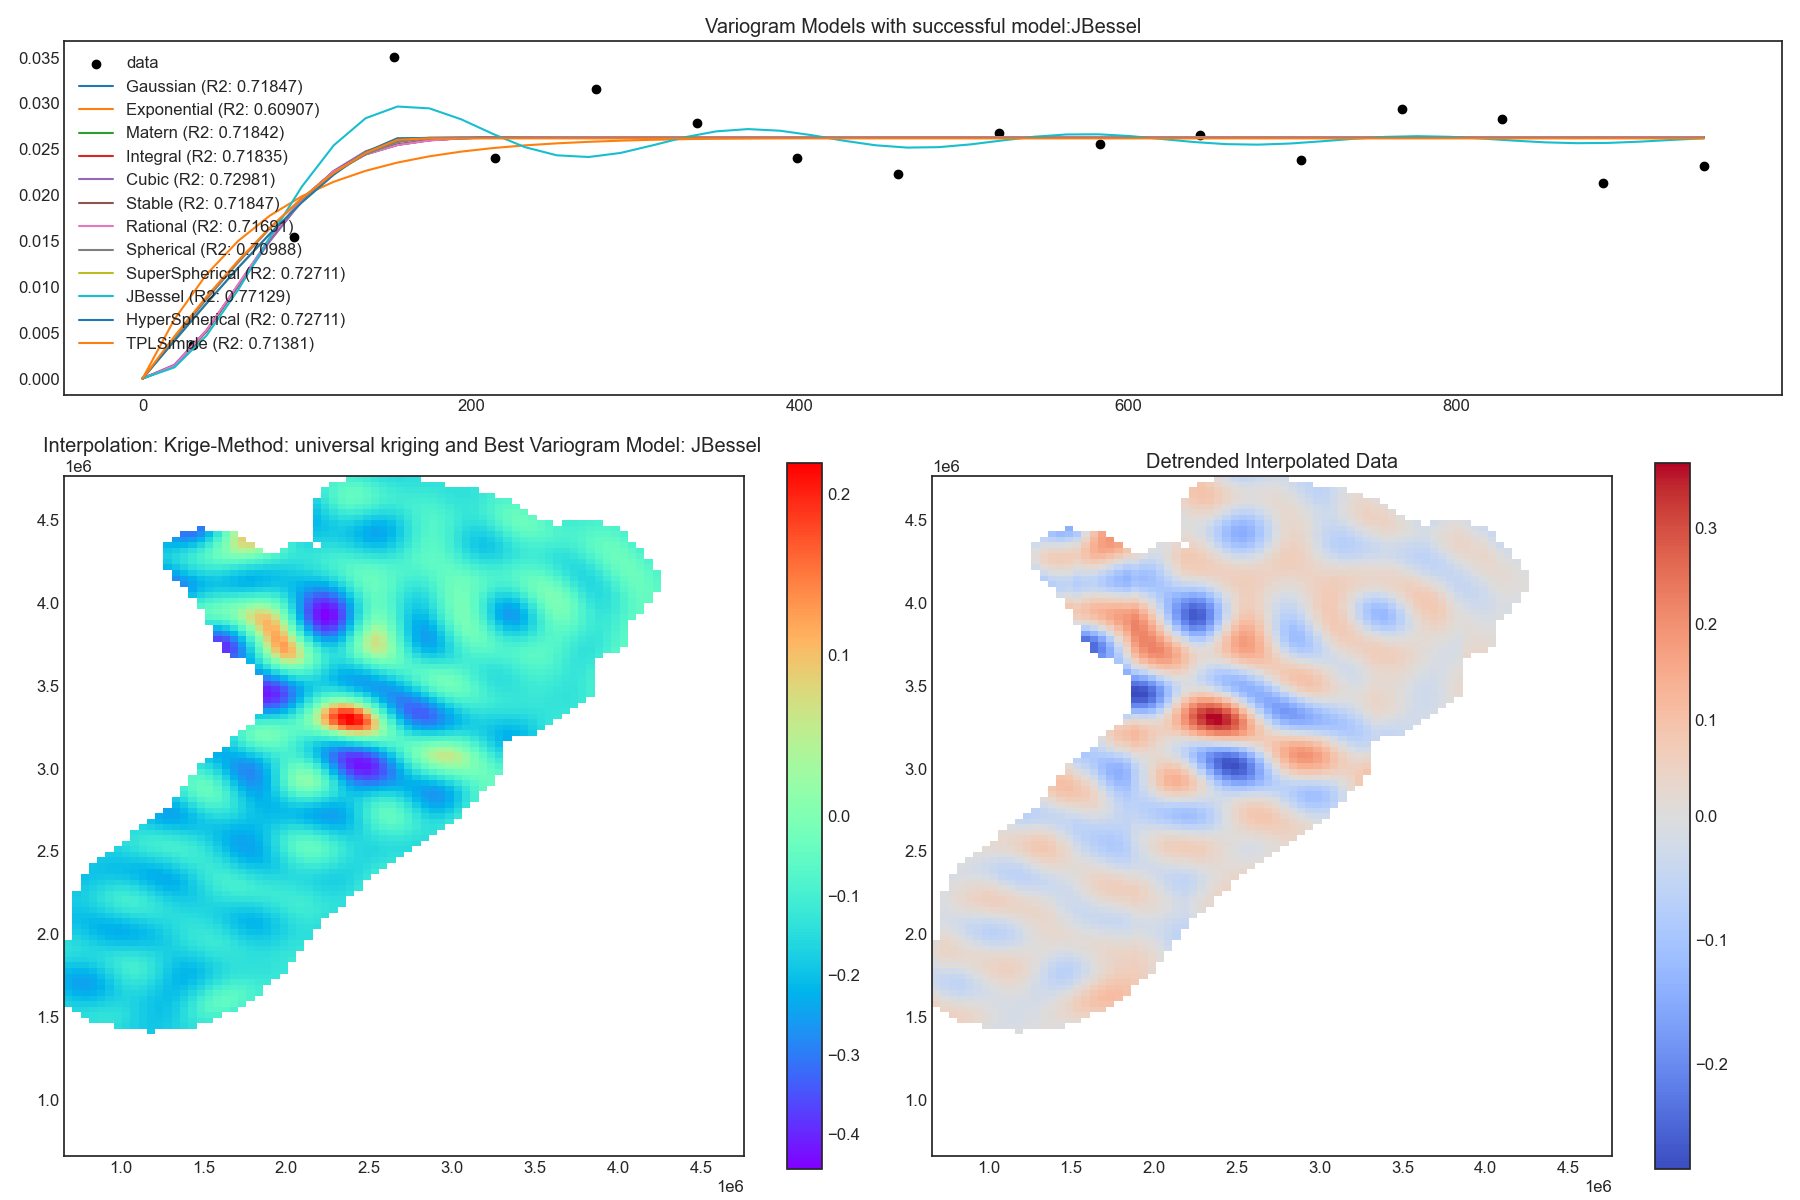 Variogram Models with successful model:JBessel
0.035
0.030
0.025
0.020
0.015
0.010
0.005
0.000
data
Gaussian (R2: 0.71847)
Exponential (R2: 0.60907)
Matern (R2: 0.71842)
Integral (R2: 0.71835)
Cubic (R2: 0.72981)
Stable (R2: 0.71847)
Rational (R2: 0.71691)
Spherical (R2: 0.70988)
SuperSpherical (R2: 0.72711)
JBessel (R2: 0.77129)
HyperSpherical (R2: 0.72711)
TPLSimple (R2: 0.71381)
0 200 400 600 800
Interpolation: Krige-Method: universal kriging and Best Variogram Model: JBessel
1e6
4.5
4.0
3.5
3.0
2.5
2.0
1.5
1.0
1.0 1.5 2.0 2.5 3.0 3.5 4.0 4.5
1e6
0.2
0.1
0.0
−0.1
−0.2
−0.3
−0.4
Detrended Interpolated Data
1e6
4.5
4.0
3.5
3.0
2.5
2.0
1.5
1.0
1.0 1.5 2.0 2.5 3.0 3.5 4.0 4.5
1e6
0.3
0.2
0.1
0.0
−0.1
−0.2